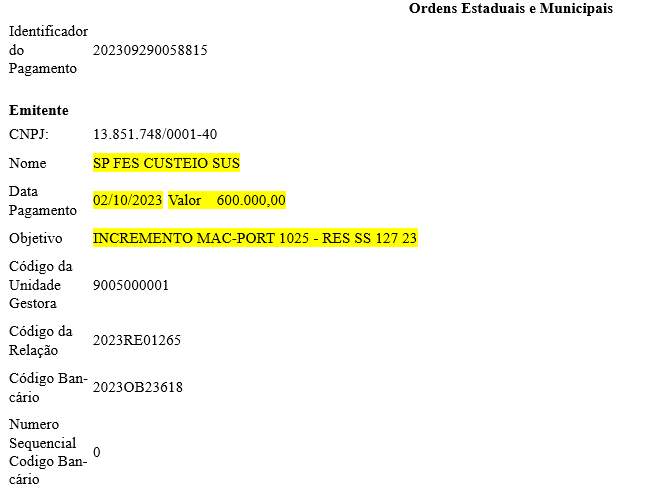 Ordens Estaduais e Municipais
Identificador
do 202309290058815
Pagamento
Emitente
CNPJ: 13.851.748/0001-40
Nome SP FES CUSTEIO SUS
Data
Pagamento 02/10/2023 Valor 600.000,00
Objetivo INCREMENTO MAC-PORT 1025 - RES SS 127 23
Código da
Unidade 9005000001
Gestora
Código da
Relação 2023RE01265
Código Ban-
cário 2023OB23618
Numero
Sequencial 0
Codigo Ban-
cário